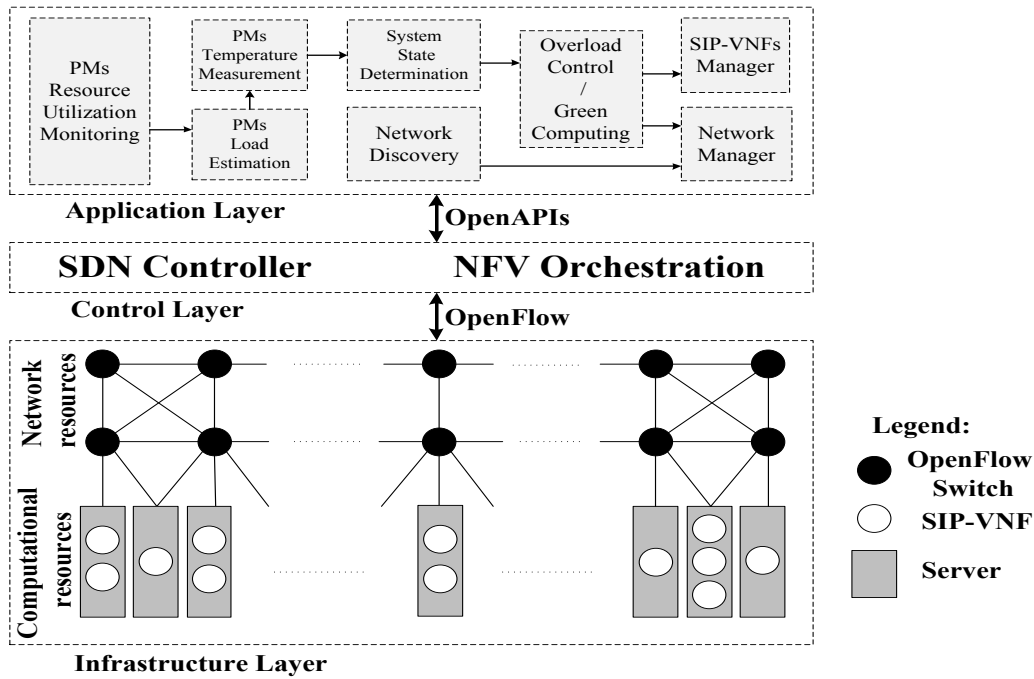 PMs
Resource
Utilization
Monitoring
PMs
Temperature
Measurement
PMs
Load
Estimation
System
State
Determination
Network
Discovery
Overload
Control
/
Green
Computing
SIP-VNFs
Manager
Network
Manager
Application Layer
OpenAPIs
SDN Controller
NFV Orchestration
Control Layer
OpenFlow
Network
resources
Computational
resources
Infrastructure Layer
Legend:
OpenFlow
Switch
SIP-VNF
Server